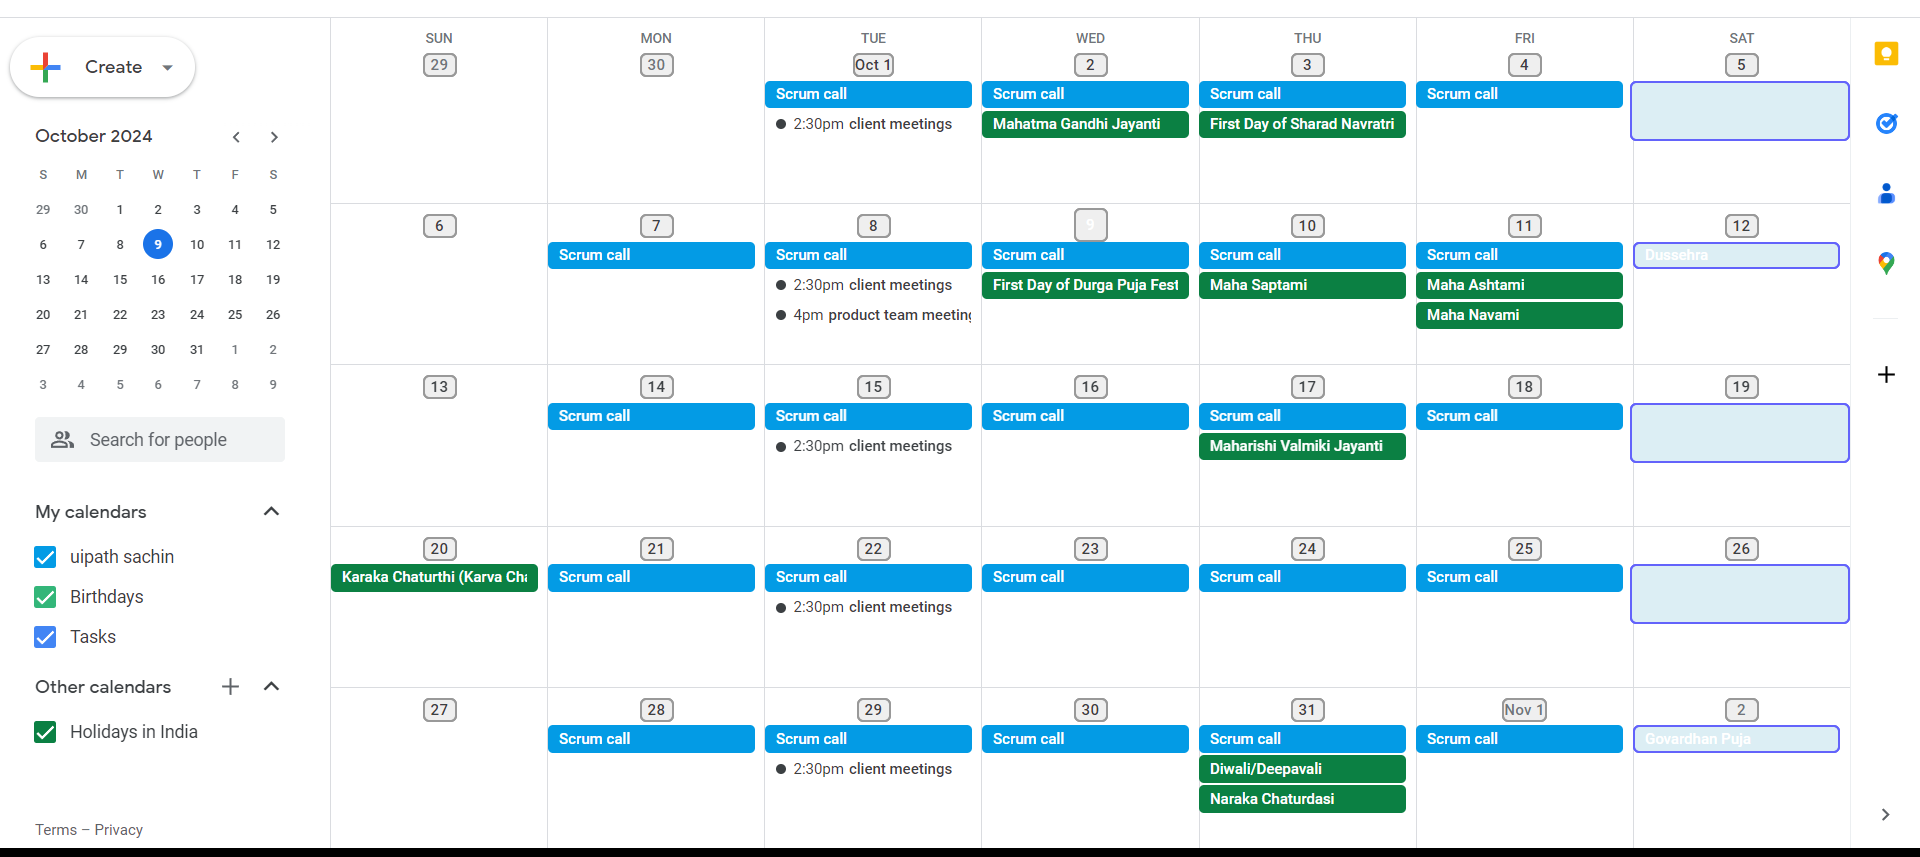 Create
October 2024
S M T W T F S
29 30 1 2 3 4 5
6 7 8 9 10 11 12
13 14 15 16 17 18 19
20 21 22 23 24 25 26
27 28 29 30 31 1 2
3 4 5 6 7 8 9
Search for people
My calendars
uipath sachin
Birthdays
Tasks
Other calendars
Holidays in India
Terms – Privacy
SUN MON TUE WED THU FRI SAT
29 30 Oct 1 2 3 4 5
Scrum call Scrum call Scrum call Scrum call
2:30pm client meetings Mahatma Gandhi Jayanti First Day of Sharad Navratri
6 7 8 9 10 11 12
Scrum call Scrum call Scrum call Scrum call Scrum call Dussehra
2:30pm client meetings First Day of Durga Puja Fest Maha Saptami Maha Ashtami
4pm product team meeting Maha Navami
13 14 15 16 17 18 19
Scrum call Scrum call Scrum call Scrum call Scrum call
2:30pm client meetings Maharishi Valmiki Jayanti
20 21 22 23 24 25 26
Karaka Chaturthi (Karva Cha Scrum call Scrum call Scrum call Scrum call Scrum call
2:30pm client meetings
27 28 29 30 31 Nov 1 2
Scrum call Scrum call Scrum call Scrum call Scrum call Govardhan Puja
2:30pm client meetings Diwali/Deepavali
Naraka Chaturdasi